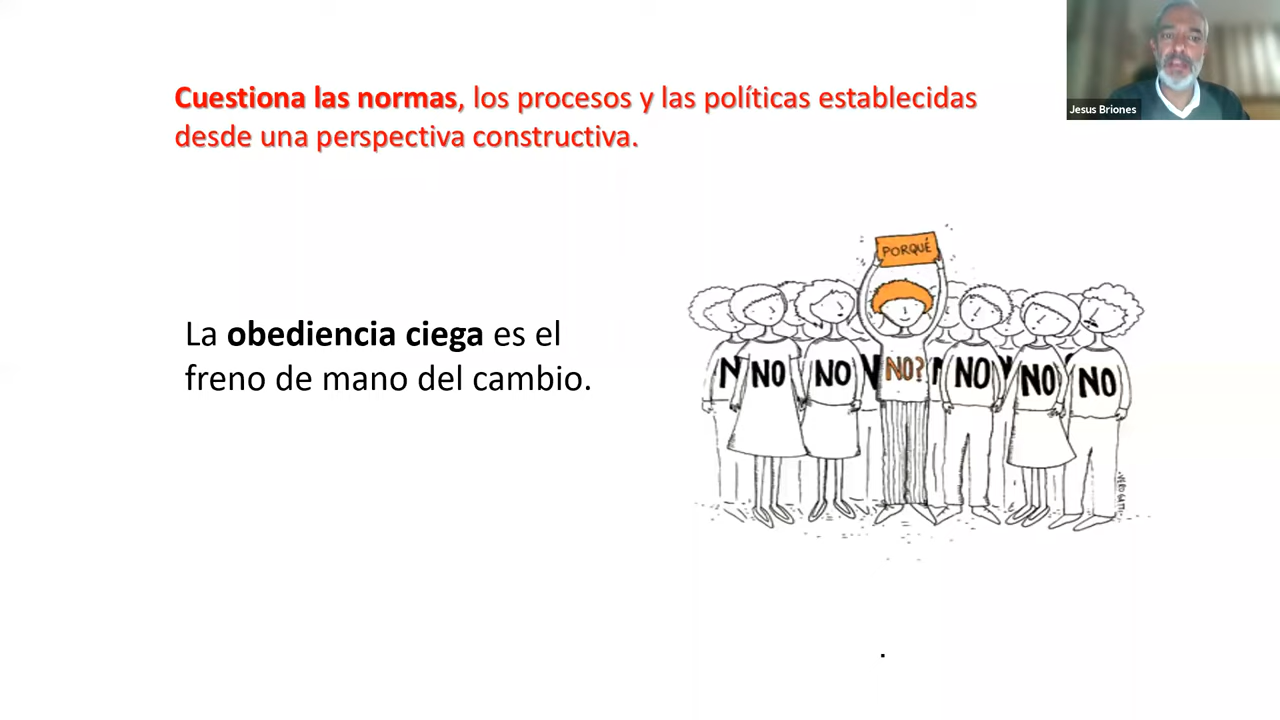 Cuestiona las normas, los procesos y las políticas establecidas
desde una perspectiva constructiva.
Jesus Briones
La obediencia ciega es el
freno de mano del cambio.
PORQUÉ
N NO NO N NO? NO NO NO
.